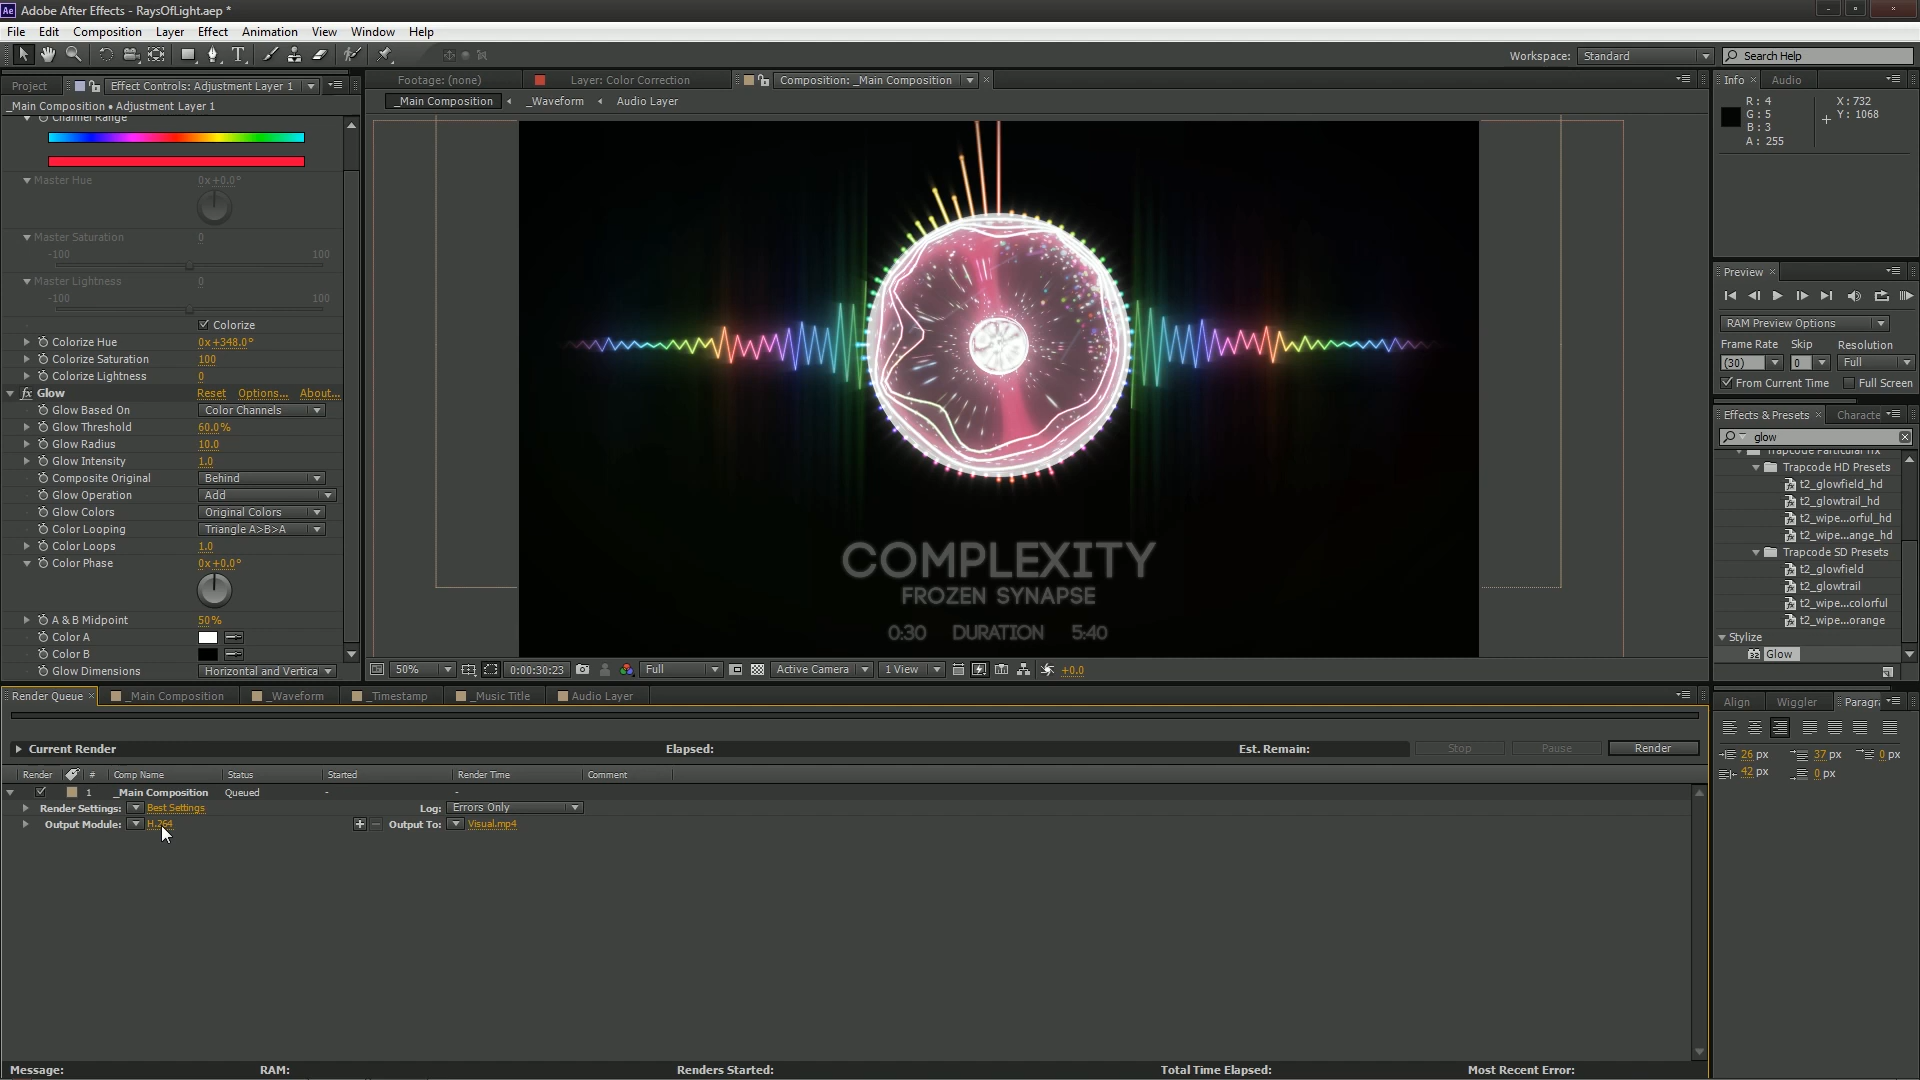 Adobe After Effects - RaysOfLight.aep *
File Edit Composition Layer Effect Animation View Window Help
Workspace: Standard Search Help
Project Effect Controls: Adjustment Layer 1
_Main Composition • Adjustment Layer 1
Channel Range
Master Hue 0x+0.0°
Master Saturation 0
-100 100
Master Lightness 0
-100 100
Colorize
Colorize Hue 0x+348.0°
Colorize Saturation 100
Colorize Lightness 0
fx Glow Reset Options... About...
Glow Based On Color Channels
Glow Threshold 60.0%
Glow Radius 10.0
Glow Intensity 1.0
Composite Original Behind
Glow Operation Add
Glow Colors Original Colors
Color Looping Triangle A>B>A
Color Loops 1.0
Color Phase 0x+0.0°
A & B Midpoint 50%
Color A
Color B
Glow Dimensions Horizontal and Vertica
Footage: (none) Layer: Color Correction Composition: _Main Composition
_Main Composition _Waveform Audio Layer
COMPLEXITY
FROZEN SYNAPSE
0:30 DURATION 5:40
50% 0:00:30:23 Full Active Camera 1 View +0.0
Info Audio
R: 4 X: 732
G: 5 Y: 1068
B: 3
A: 255
Preview
RAM Preview Options
Frame Rate Skip Resolution
(30) 0 Full
From Current Time Full Screen
Effects & Presets Characte
glow
Trapcode Particular
Trapcode HD Presets
t2_glowfield_hd
t2_glowtrail_hd
t2_wipe...orful_hd
t2_wipe...ange_hd
Trapcode SD Presets
t2_glowfield
t2_glowtrail
t2_wipe...colorful
t2_wipe...orange
Stylize
Glow
Align Wiggler Paragr
26 px 37 px 0 px
42 px 0 px
Render Queue _Main Composition _Waveform _Timestamp _Music Title Audio Layer
Current Render Elapsed: Est. Remain: Stop Pause Render
Render # Comp Name Status Started Render Time Comment
1 _Main Composition Queued - -
Render Settings: Best Settings Log: Errors Only
Output Module: H.264 Output To: Visual.mp4
Message: RAM: Renders Started: Total Time Elapsed: Most Recent Error: